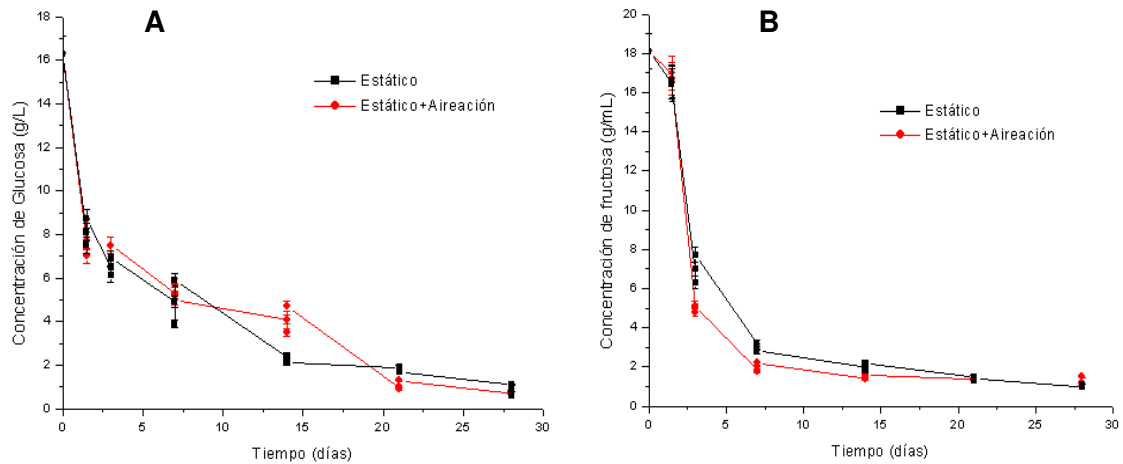 A
B
Concentración de Glucosa (g/L)
18
16
14
12
10
8
6
4
2
0
Estático
Estático+Aireación
0 5 10 15 20 25 30
Tiempo (días)
Concentración de fructosa (g/mL)
20
18
16
14
12
10
8
6
4
2
0
Estático
Estático+Aireación
0 5 10 15 20 25 30
Tiempo (días)